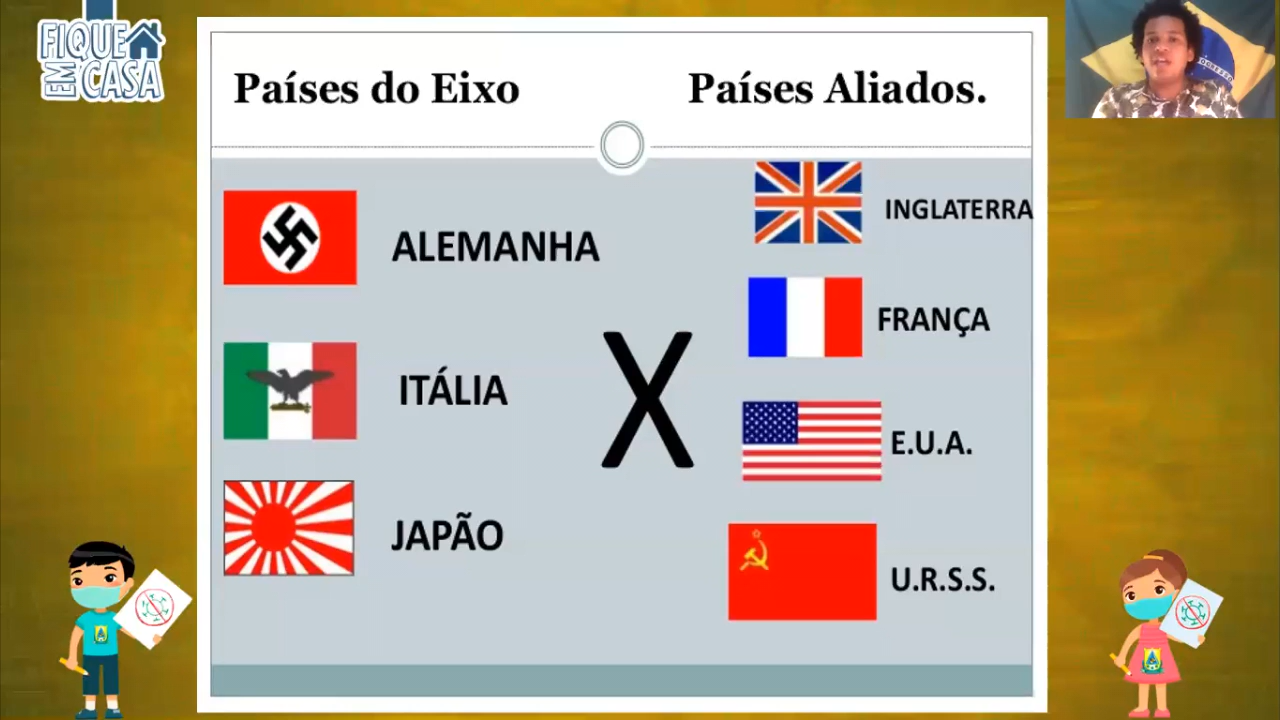 FIQUE
EM CASA
Países do Eixo
Países Aliados.
ALEMANHA
ITÁLIA
JAPÃO
X
INGLATERRA
FRANÇA
E.U.A.
U.R.S.S.